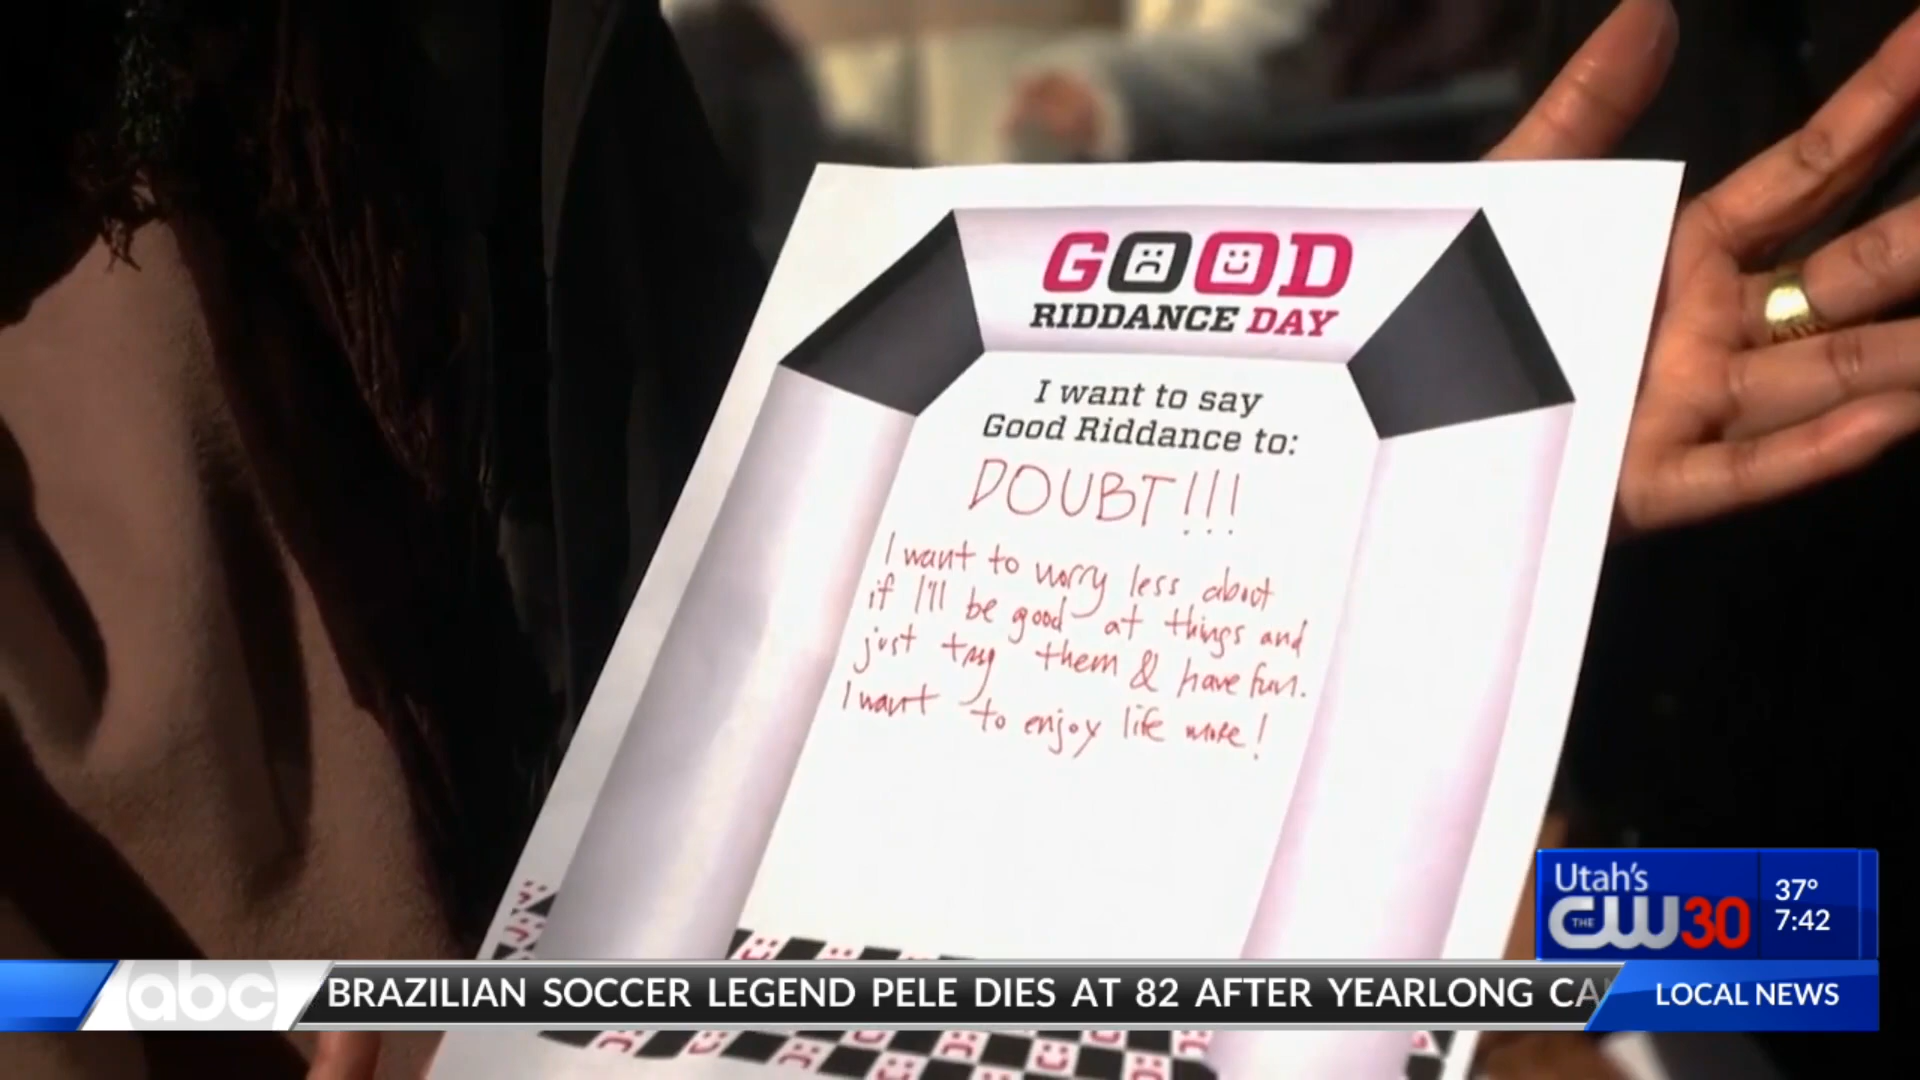 GOOD
RIDDANCE DAY
I want to say
Good Riddance to:
DOUBT!!!
I want to worry less about
if I'll be good at things and
just try them & have fun.
I want to enjoy life more!
Utah's
THE CW30
37°
7:42
abc
BRAZILIAN SOCCER LEGEND PELE DIES AT 82 AFTER YEARLONG CA
LOCAL NEWS